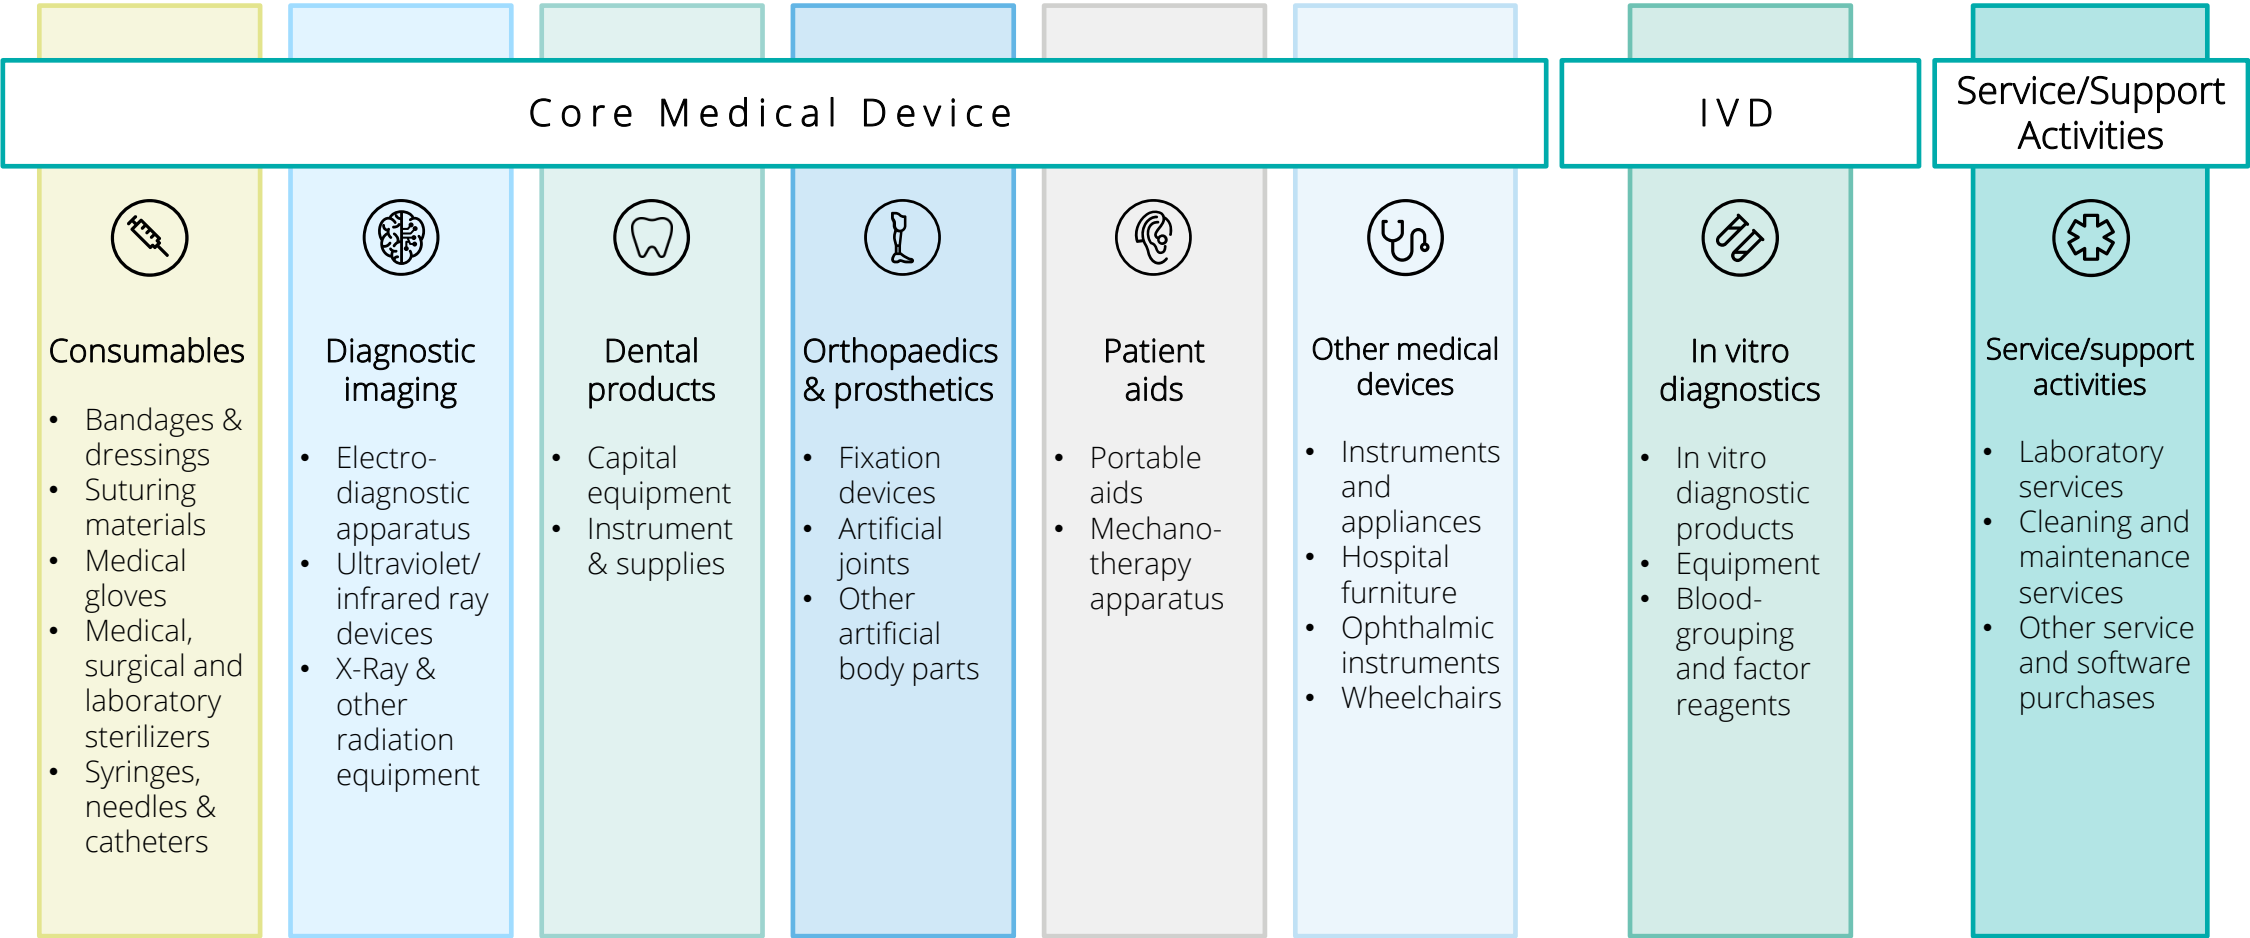 Core Medical Device
IVD
Service/Support
Activities
Consumables
• Bandages &
dressings
• Suturing
materials
• Medical
gloves
• Medical,
surgical and
laboratory
sterilizers
• Syringes,
needles &
catheters
Diagnostic
imaging
• Electro-
diagnostic
apparatus
• Ultraviolet/
infrared ray
devices
• X-Ray &
other
radiation
equipment
Dental
products
• Capital
equipment
• Instrument
& supplies
Orthopaedics
& prosthetics
• Fixation
devices
• Artificial
joints
• Other
artificial
body parts
Patient
aids
• Portable
aids
• Mechano-
therapy
apparatus
Other medical
devices
• Instruments
and
appliances
• Hospital
furniture
• Ophthalmic
instruments
• Wheelchairs
In vitro
diagnostics
• In vitro
diagnostic
products
• Equipment
• Blood-
grouping
and factor
reagents
Service/support
activities
• Laboratory
services
• Cleaning and
maintenance
services
• Other service
and software
purchases